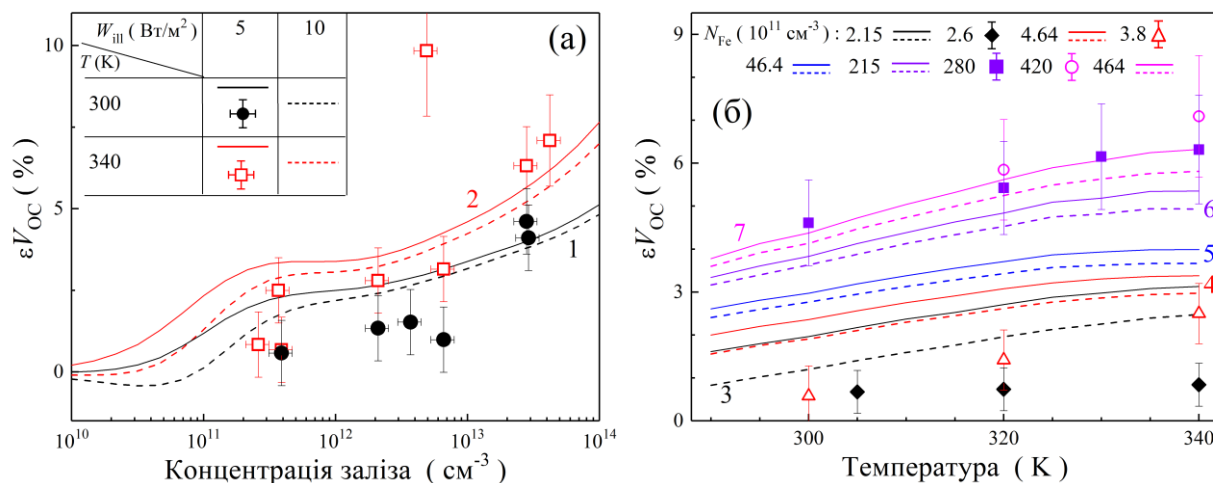 W_ill (Вт/м²) 5 10
T (K)
300
340
(а)
10
5
0
εV_OC ( % )
2
1
10^10 10^11 10^12 10^13 10^14
Концентрація заліза ( см^-3 )
N_Fe ( 10^11 см^-3 ) : 2.15 2.6 4.64 3.8
46.4 215 280 420 464
(б)
9
6
3
0
εV_OC ( % )
7
6
5
4
3
300 320 340
Температура ( К )